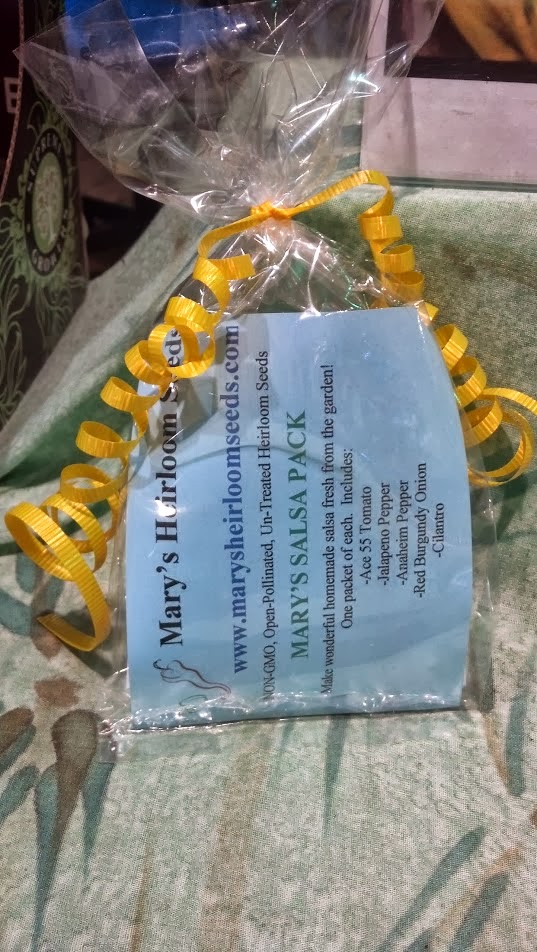 Mary's Heirloom Seeds
www.marysheirloomseeds.com
NON-GMO, Open-Pollinated, Un-Treated Heirloom Seeds
MARY'S SALSA PACK
Make wonderful homemade salsa fresh from the garden!
One packet of each. Includes:
-Ace 55 Tomato
-Jalapeno Pepper
-Anaheim Pepper
-Red Burgundy Onion
-Cilantro